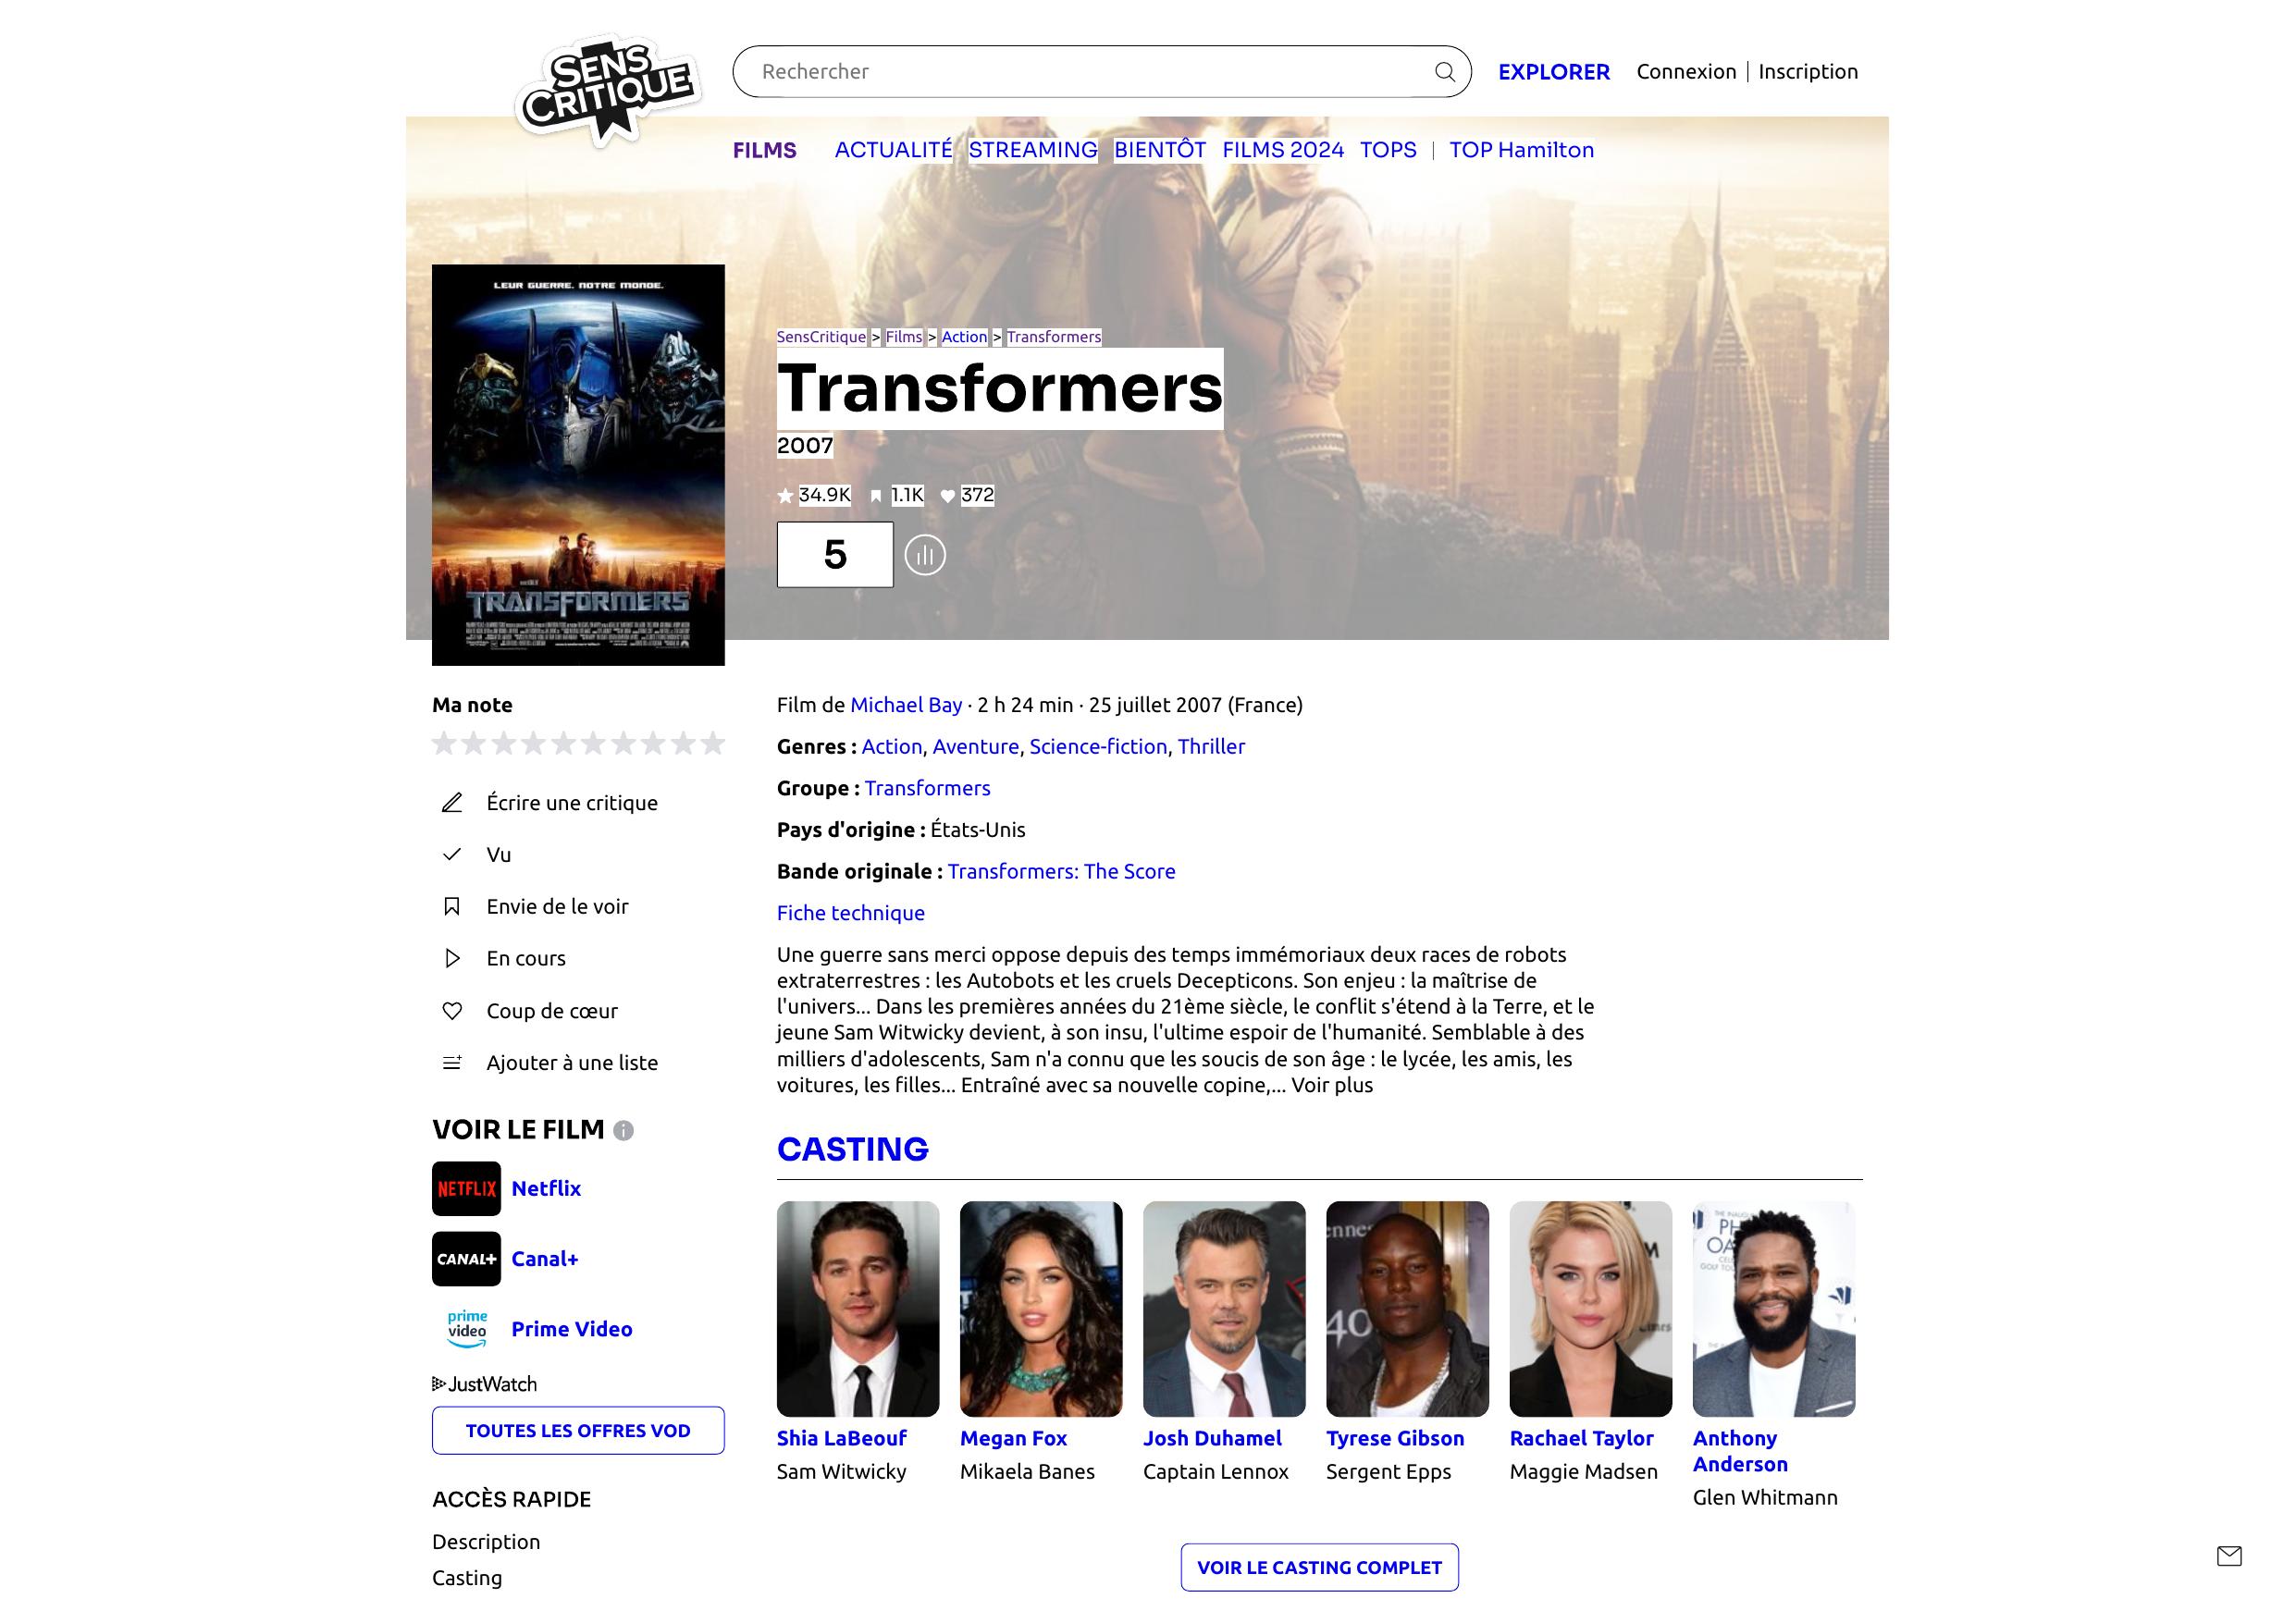 SENS
CRITIQUE
Rechercher
EXPLORER
Connexion | Inscription
FILMS ACTUALITÉ STREAMING BIENTÔT FILMS 2024 TOPS | TOP Hamilton
LEUR GUERRE. NOTRE MONDE.
TRANSFORMERS
SensCritique > Films > Action > Transformers
Transformers
2007
34.9K 1.1K 372
5
Ma note
Écrire une critique
Vu
Envie de le voir
En cours
Coup de cœur
Ajouter à une liste
VOIR LE FILM
NETFLIX Netflix
CANAL+ Canal+
prime video Prime Video
JustWatch
TOUTES LES OFFRES VOD
ACCÈS RAPIDE
Description
Casting
Film de Michael Bay · 2 h 24 min · 25 juillet 2007 (France)
Genres : Action, Aventure, Science-fiction, Thriller
Groupe : Transformers
Pays d'origine : États-Unis
Bande originale : Transformers: The Score
Fiche technique
Une guerre sans merci oppose depuis des temps immémoriaux deux races de robots
extraterrestres : les Autobots et les cruels Decepticons. Son enjeu : la maîtrise de
l'univers... Dans les premières années du 21ème siècle, le conflit s'étend à la Terre, et le
jeune Sam Witwicky devient, à son insu, l'ultime espoir de l'humanité. Semblable à des
milliers d'adolescents, Sam n'a connu que les soucis de son âge : le lycée, les amis, les
voitures, les filles... Entraîné avec sa nouvelle copine,... Voir plus
CASTING
Shia LaBeouf
Sam Witwicky
Megan Fox
Mikaela Banes
Josh Duhamel
Captain Lennox
Tyrese Gibson
Sergent Epps
Rachael Taylor
Maggie Madsen
Anthony
Anderson
Glen Whitmann
VOIR LE CASTING COMPLET